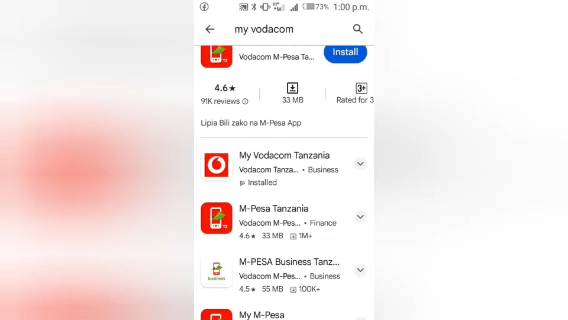 73% 1:00 p.m.
my vodacom
Vodacom M-Pesa Ta...
Install
4.6★
91K reviews
33 MB
3+
Rated for 3
Lipia Bili zako na M-Pesa App
My Vodacom Tanzania
Vodacom Tanza... • Business
Installed
M-Pesa Tanzania
Vodacom M-Pes... • Finance
4.6★ 33 MB 1M+
M-PESA Business Tanz...
Vodacom M-Pes... • Business
4.5★ 55 MB 100K+
My M-Pesa